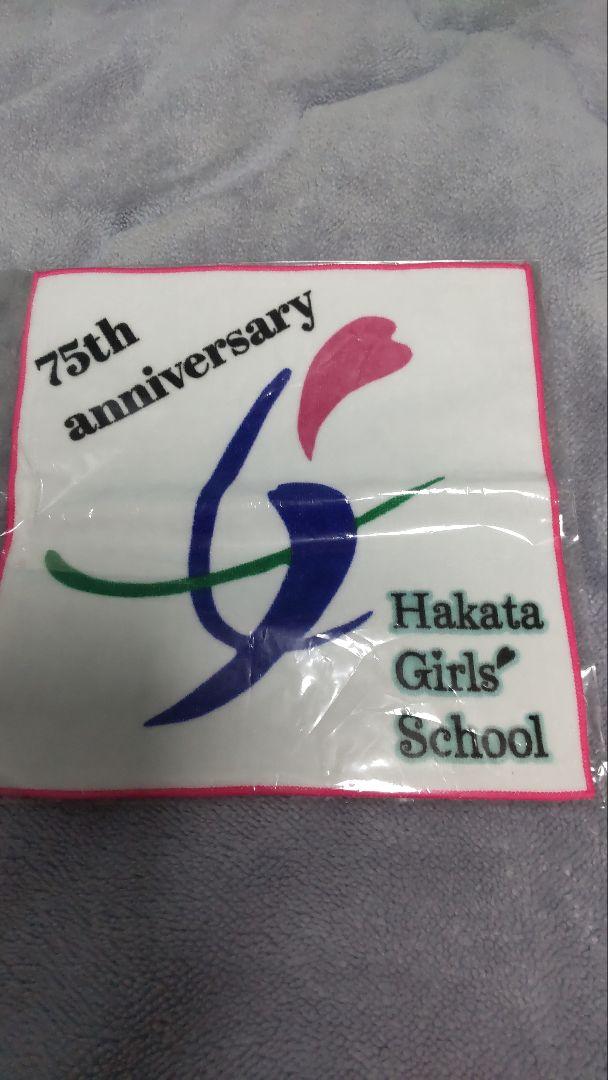 75th
anniversary
Hakata
Girls'
School